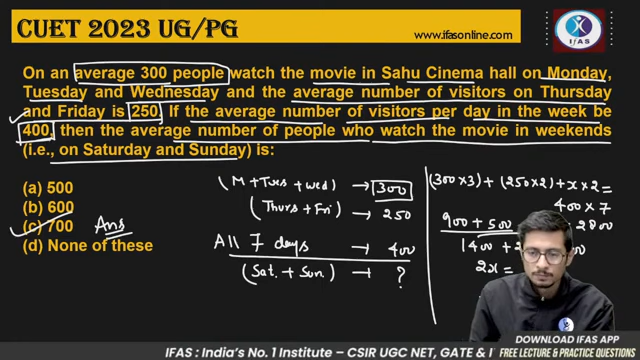 CUET 2023 UG/PG
www.ifasonline.com
IFAS
On an average 300 people watch the movie in Sahu Cinema hall on Monday,
Tuesday and Wednesday and the average number of visitors on Thursday
and Friday is 250. If the average number of visitors per day in the week be
400, then the average number of people who watch the movie in weekends
(i.e., on Saturday and Sunday) is:
(a) 500
(b) 600
(c) 700 Ans
(d) None of these
(M + Tues + wed) → 300
(Thurs + Fri) → 250
All 7 days → 400
(Sat. + Sun.) → ?
(300 × 3) + (250 × 2) + x × 2 =
400 × 7
900 + 500 2800
1400 + 2
2x =
DOWNLOAD IFAS APP
IFAS: India's No. 1 Institute – CSIR UGC NET, GATE & I
FREE LECTURE & PRACTICE QUESTIONS